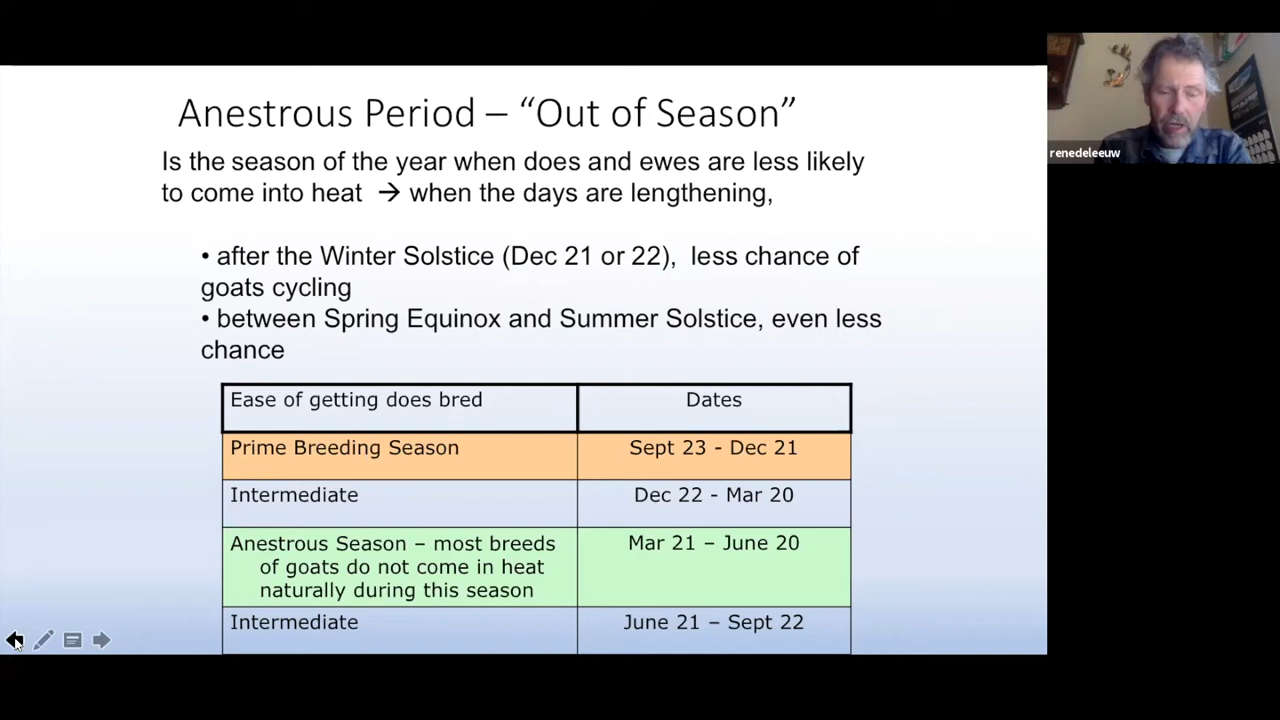 Anestrous Period – “Out of Season”
Is the season of the year when does and ewes are less likely
to come into heat → when the days are lengthening,
• after the Winter Solstice (Dec 21 or 22), less chance of
goats cycling
• between Spring Equinox and Summer Solstice, even less
chance
Ease of getting does bred Dates
Prime Breeding Season Sept 23 - Dec 21
Intermediate Dec 22 - Mar 20
Anestrous Season – most breeds Mar 21 – June 20
of goats do not come in heat
naturally during this season
Intermediate June 21 – Sept 22
renedeleeuw